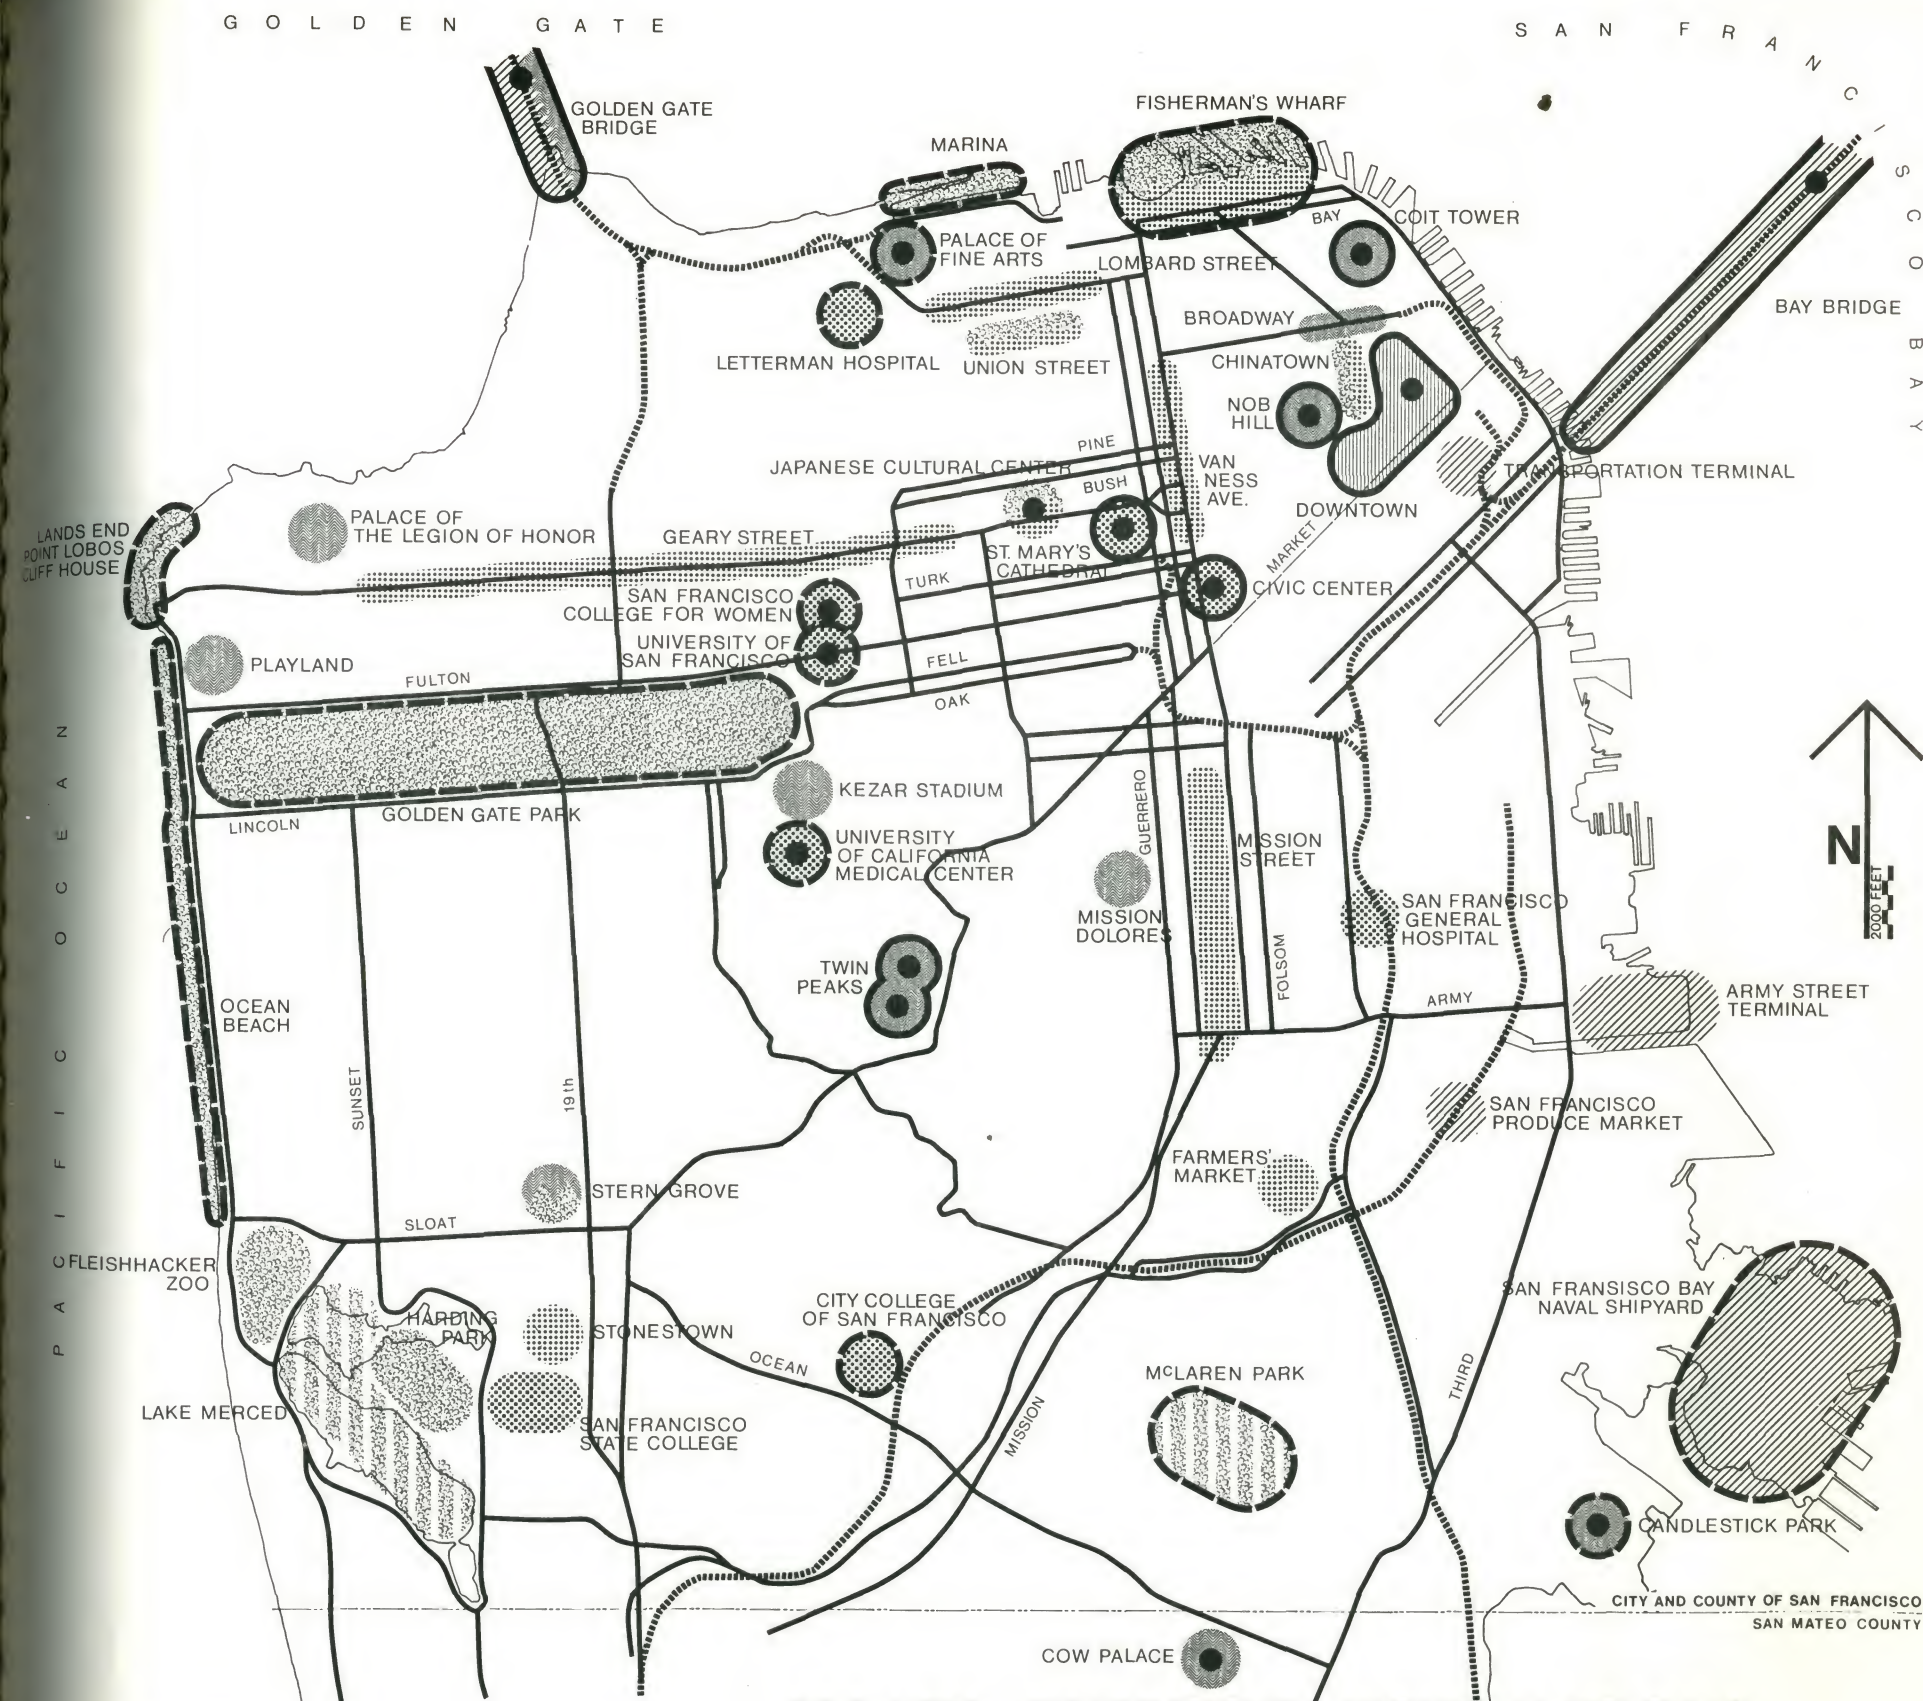 GOLDEN GATE
SAN FRANCISCO BAY
GOLDEN GATE
BRIDGE
FISHERMAN'S WHARF
MARINA
BAY
COIT TOWER
PALACE OF
FINE ARTS
LOMBARD STREET
BAY BRIDGE
BROADWAY
LETTERMAN HOSPITAL
UNION STREET
CHINATOWN
NOB
HILL
PINE
JAPANESE CULTURAL CENTER
BUSH
VAN
NESS
AVE.
TRANSPORTATION TERMINAL
DOWNTOWN
LANDS END
POINT LOBOS
CLIFF HOUSE
PALACE OF
THE LEGION OF HONOR
GEARY STREET
ST. MARY'S
CATHEDRAL
MARKET
TURK
CIVIC CENTER
SAN FRANCISCO
COLLEGE FOR WOMEN
UNIVERSITY OF
SAN FRANCISCO
PLAYLAND
FULTON
FELL
OAK
PACIFIC OCEAN
KEZAR STADIUM
GOLDEN GATE PARK
LINCOLN
GUERRERO
UNIVERSITY
OF CALIFORNIA
MEDICAL CENTER
MISSION
STREET
N
2000 FEET
MISSION
DOLORES
SAN FRANCISCO
GENERAL
HOSPITAL
TWIN
PEAKS
FOLSOM
OCEAN
BEACH
ARMY
ARMY STREET
TERMINAL
SUNSET
19th
SAN FRANCISCO
PRODUCE MARKET
FARMERS'
MARKET
STERN GROVE
SLOAT
FLEISHHACKER
ZOO
SAN FRANSISCO BAY
NAVAL SHIPYARD
HARDING
PARK
STONESTOWN
CITY COLLEGE
OF SAN FRANCISCO
OCEAN
McLAREN PARK
THIRD
LAKE MERCED
SAN FRANCISCO
STATE COLLEGE
MISSION
CANDLESTICK PARK
CITY AND COUNTY OF SAN FRANCISCO
SAN MATEO COUNTY
COW PALACE